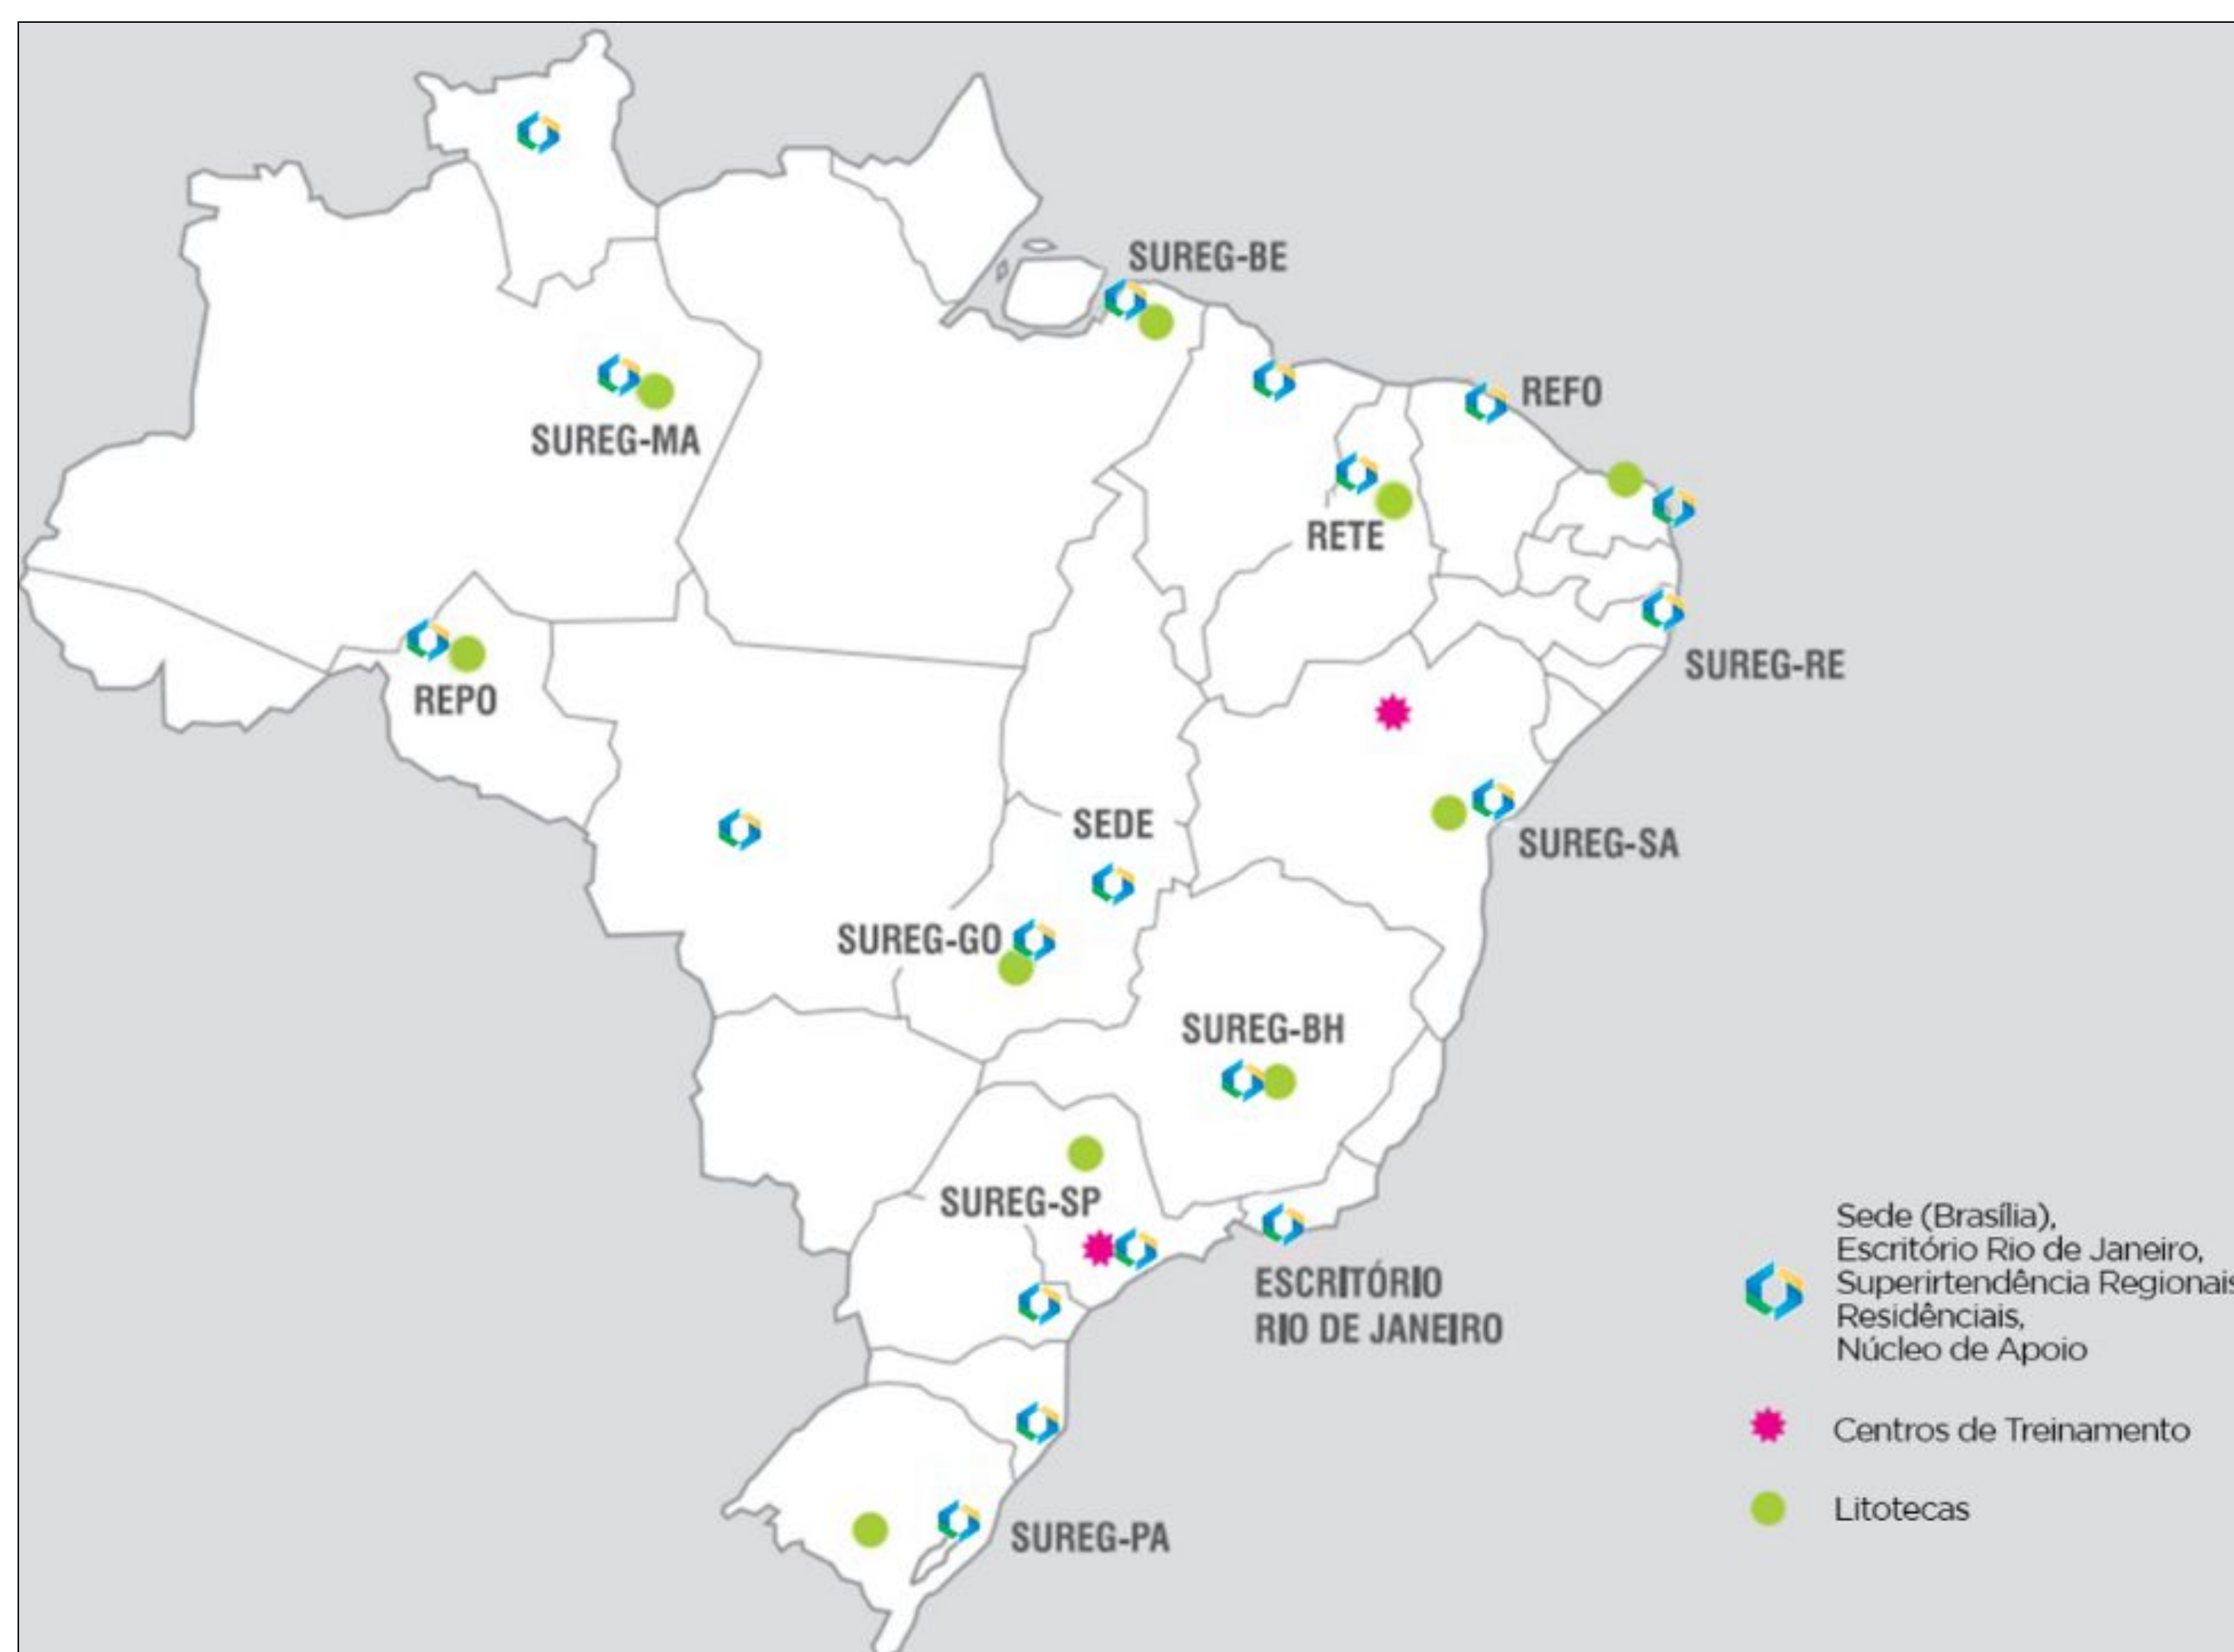 SUREG-BE
REFO
SUREG-MA
RETE
SUREG-RE
REPO
SEDE
SUREG-SA
SUREG-GO
SUREG-BH
SUREG-SP
ESCRITÓRIO
RIO DE JANEIRO
SUREG-PA
Sede (Brasília),
Escritório Rio de Janeiro,
Superirtendência Regionais
Residênciais,
Núcleo de Apoio
Centros de Treinamento
Litotecas